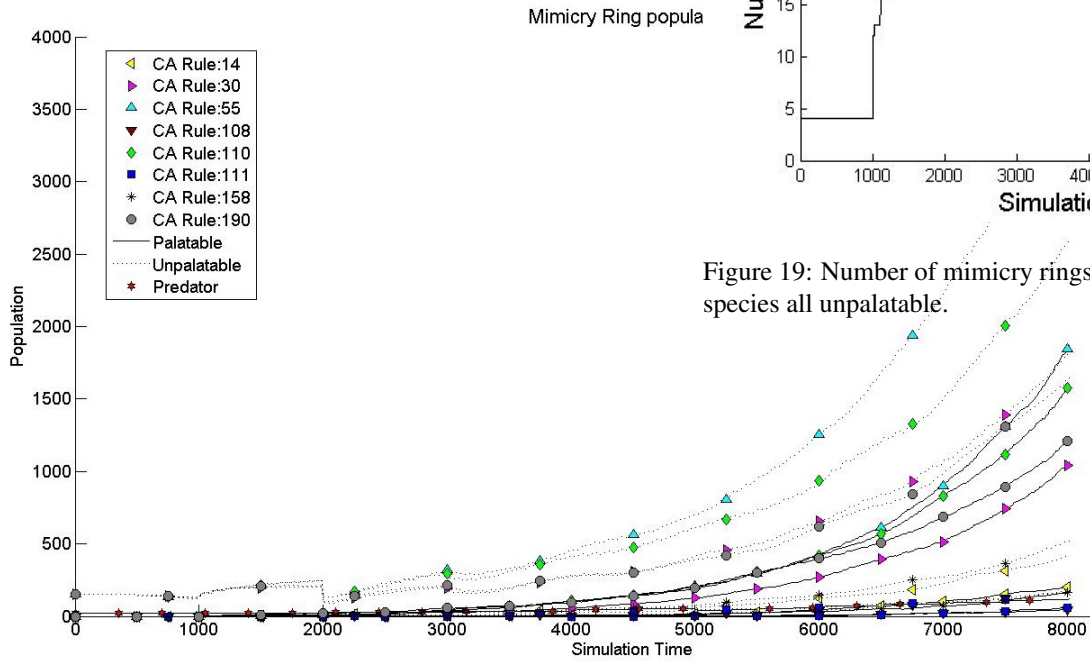 Mimicry Ring popula
4000
3500
3000
2500
2000
1500
1000
500
0
Population
CA Rule:14
CA Rule:30
CA Rule:55
CA Rule:108
CA Rule:110
CA Rule:111
CA Rule:158
CA Rule:190
Palatable
Unpalatable
Predator
0 1000 2000 3000 4000 5000 6000 7000 8000
Simulation Time
15
10
5
0
0 1000 2000 3000
Figure 19: Number of mimicry rings
species all unpalatable.